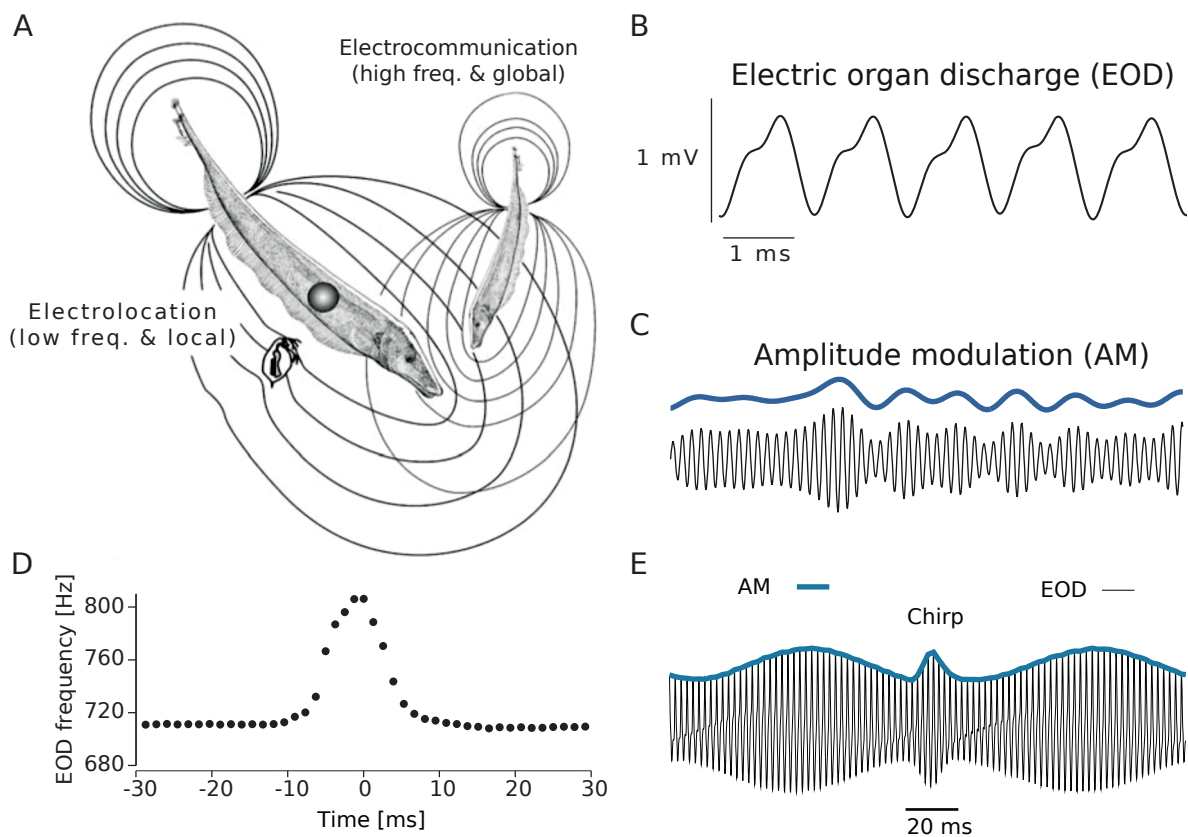 A
Electrocommunication
(high freq. & global)
Electrolocation
(low freq. & local)
B
Electric organ discharge (EOD)
1 mV
1 ms
C
Amplitude modulation (AM)
D
EOD frequency [Hz]
800
760
720
680
-30
-20
-10
0
10
20
30
Time [ms]
E
AM
EOD
Chirp
20 ms